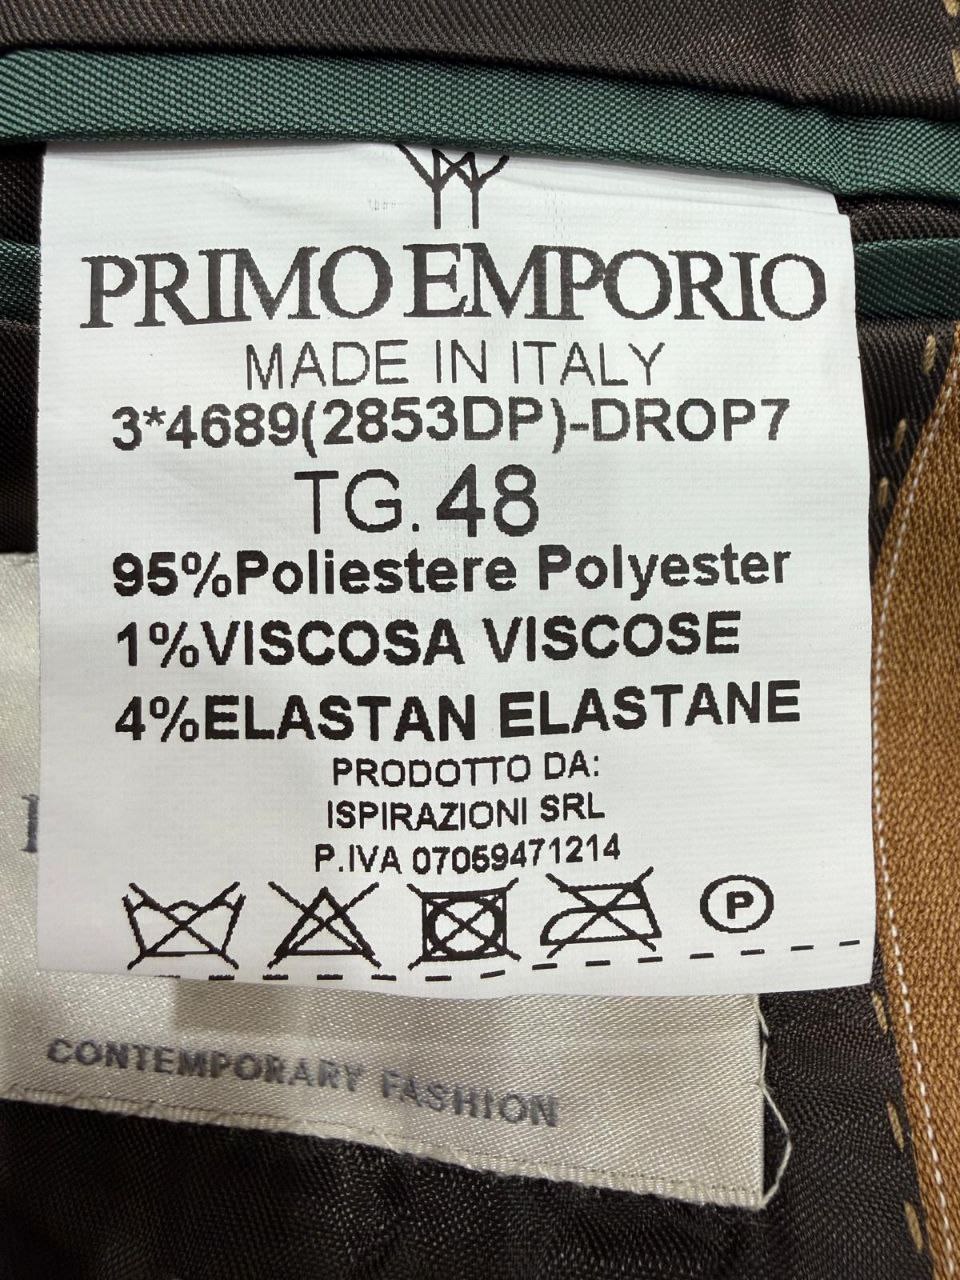 PRIMO EMPORIO
MADE IN ITALY
3*4689(2853DP)-DROP7
TG. 48
95%Poliestere Polyester
1%VISCOSA VISCOSE
4%ELASTAN ELASTANE
PRODOTTO DA:
ISPIRAZIONI SRL
P.IVA 07059471214
P
CONTEMPORARY FASHION